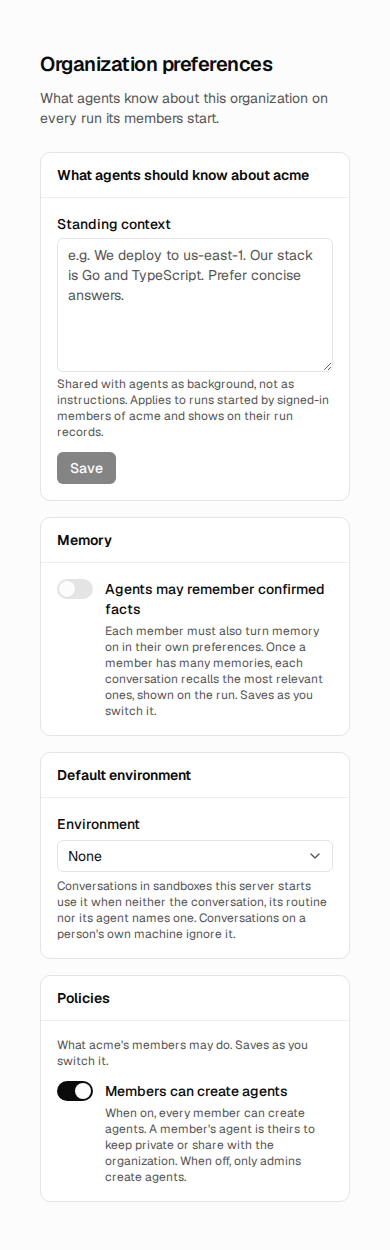 Organization preferences
What agents know about this organization on
every run its members start.
What agents should know about acme
Standing context
e.g. We deploy to us-east-1. Our stack
is Go and TypeScript. Prefer concise
answers.
Shared with agents as background, not as
instructions. Applies to runs started by signed-in
members of acme and shows on their run
records.
Save
Memory
Agents may remember confirmed
facts
Each member must also turn memory
on in their own preferences. Once a
member has many memories, each
conversation recalls the most relevant
ones, shown on the run. Saves as you
switch it.
Default environment
Environment
None
Conversations in sandboxes this server starts
use it when neither the conversation, its routine
nor its agent names one. Conversations on a
person's own machine ignore it.
Policies
What acme's members may do. Saves as you
switch it.
Members can create agents
When on, every member can create
agents. A member's agent is theirs to
keep private or share with the
organization. When off, only admins
create agents.